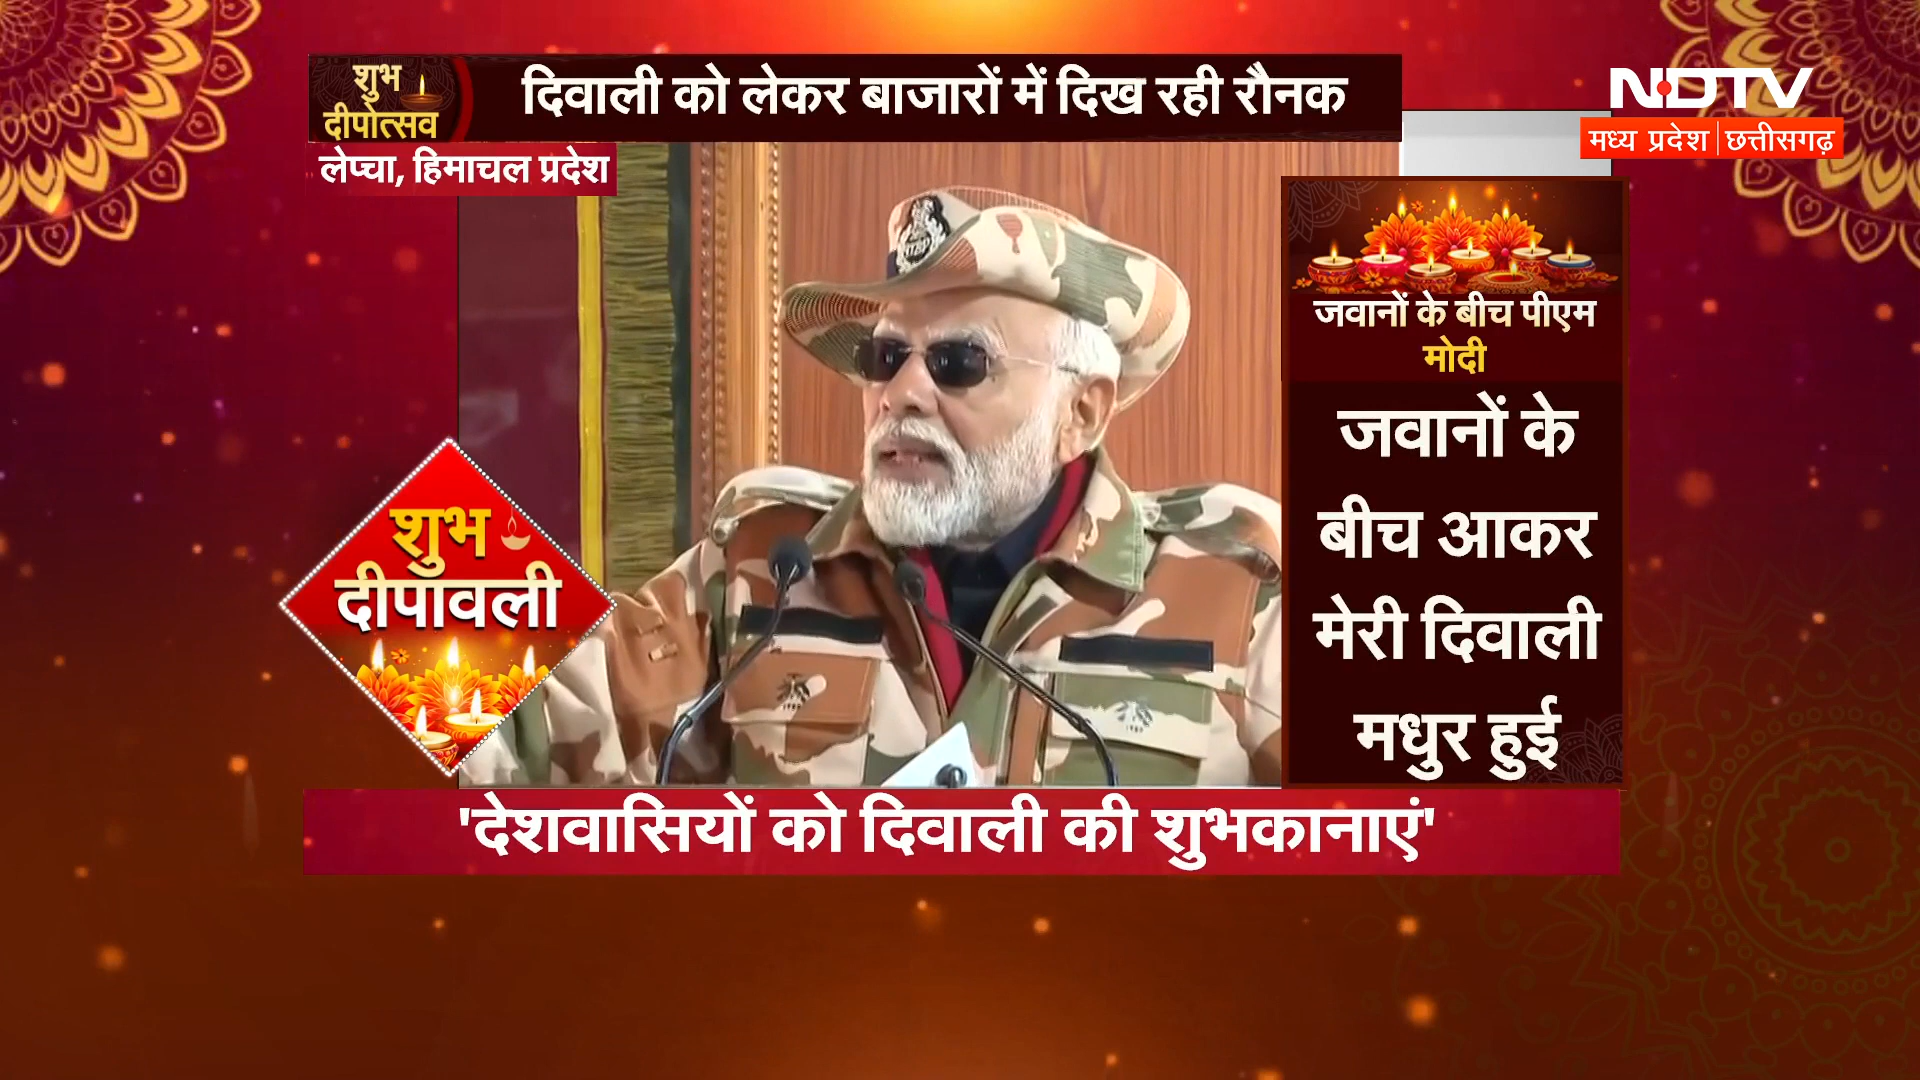 शुभ
दीपोत्सव
दिवाली को लेकर बाजारों में दिख रही रौनक
NDTV
मध्य प्रदेश | छत्तीसगढ़
लेप्चा, हिमाचल प्रदेश
जवानों के बीच पीएम
मोदी
जवानों के
बीच आकर
मेरी दिवाली
मधुर हुई
शुभ
दीपावली
'देशवासियों को दिवाली की शुभकानाएं'